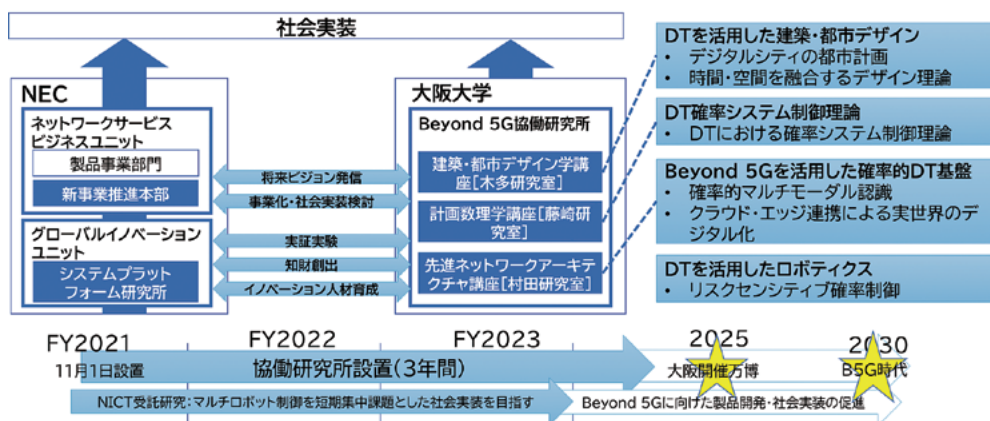 社会実装
NEC
ネットワークサービス
ビジネスユニット
製品事業部門
新事業推進本部
グローバルイノベーション
ユニット
システムプラット
フォーム研究所
将来ビジョン発信
事業化・社会実装検討
実証実験
知財創出
イノベーション人材育成
大阪大学
Beyond 5G協働研究所
建築・都市デザイン学講
座[木多研究室]
計画数理学講座[藤崎研
究室]
先進ネットワークアーキテ
クチャ講座[村田研究室]
DTを活用した建築・都市デザイン
• デジタルシティの都市計画
• 時間・空間を融合するデザイン理論
DT確率システム制御理論
• DTにおける確率システム制御理論
Beyond 5Gを活用した確率的DT基盤
• 確率的マルチモーダル認識
• クラウド・エッジ連携による実世界のデ
ジタル化
DTを活用したロボティクス
• リスクセンシティブ確率制御
FY2021
FY2022
FY2023
2025
2030
11月1日設置
協働研究所設置(3年間)
大阪開催万博
B5G時代
NICT受託研究:マルチロボット制御を短期集中課題とした社会実装を目指す
Beyond 5Gに向けた製品開発・社会実装の促進